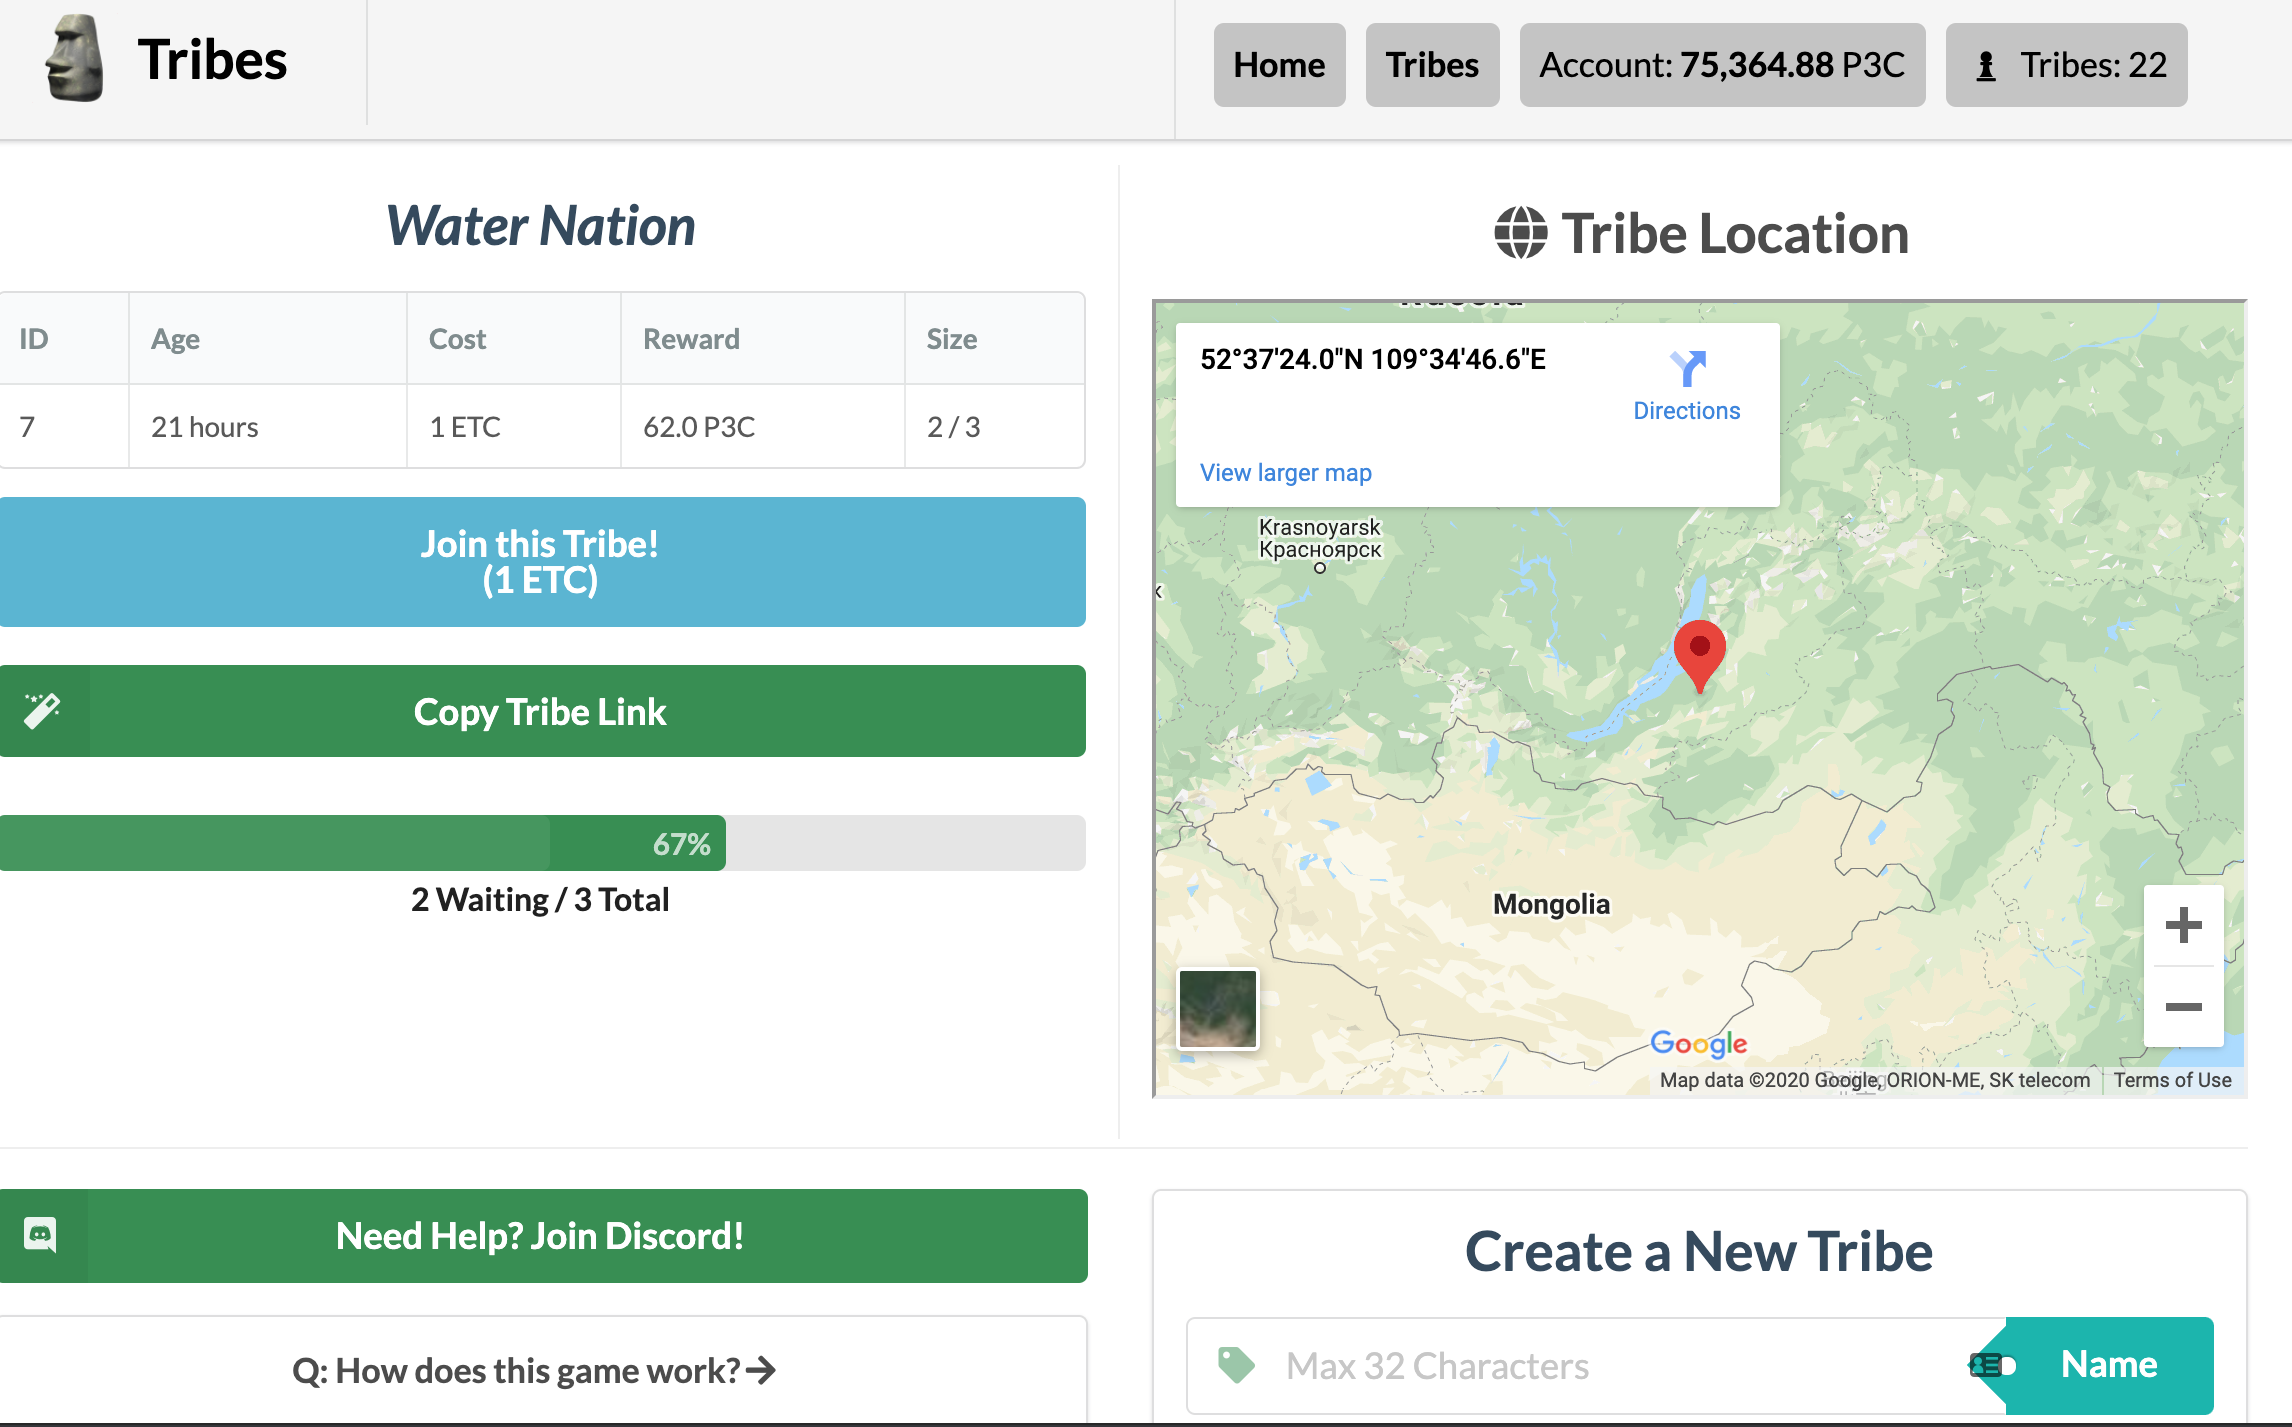 Tribes
Home
Tribes
Account: 75,364.88 P3C
Tribes: 22
Water Nation
ID Age Cost Reward Size
7 21 hours 1 ETC 62.0 P3C 2 / 3
Join this Tribe!
(1 ETC)
Copy Tribe Link
67%
2 Waiting / 3 Total
Tribe Location
52°37'24.0"N 109°34'46.6"E
Directions
View larger map
Krasnoyarsk
Красноярск
Mongolia
Google
Map data ©2020 Google, ORION-ME, SK telecom
Terms of Use
Need Help? Join Discord!
Q: How does this game work?
Create a New Tribe
Max 32 Characters
Name